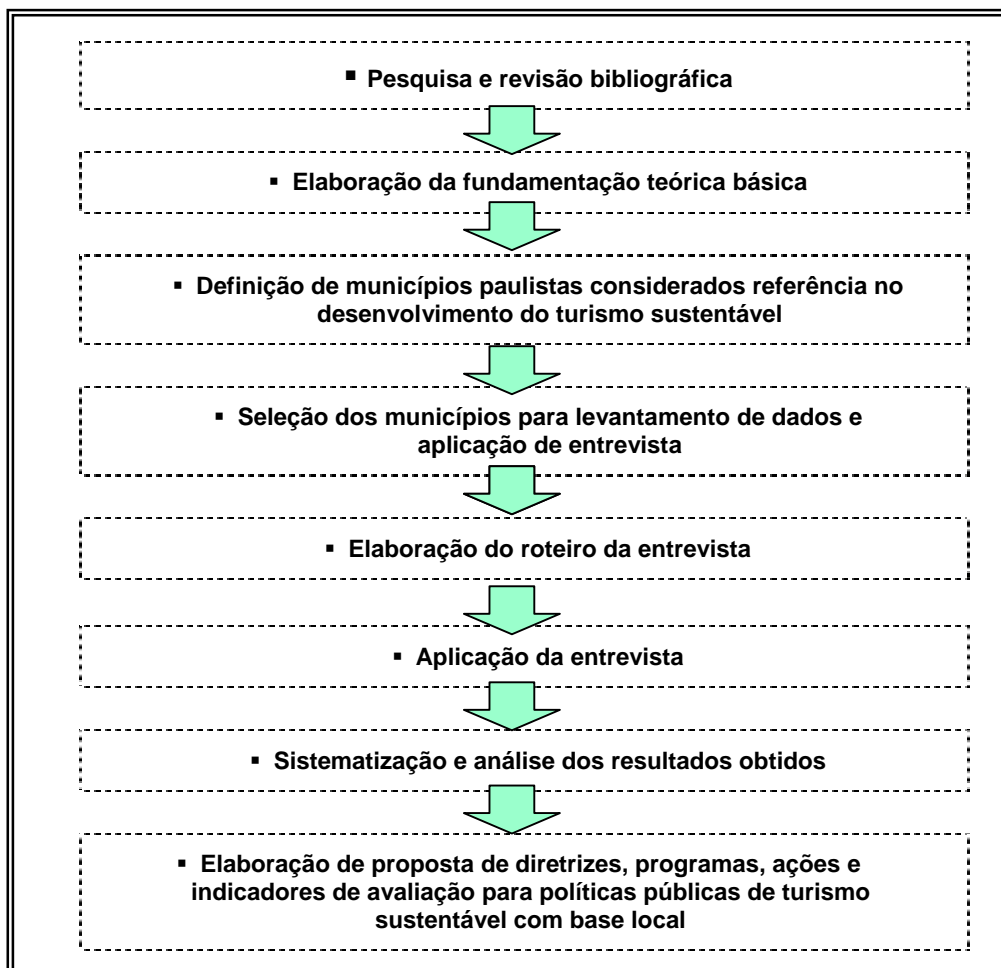 ▪ Pesquisa e revisão bibliográfica
▪ Elaboração da fundamentação teórica básica
▪ Definição de municípios paulistas considerados referência no
desenvolvimento do turismo sustentável
▪ Seleção dos municípios para levantamento de dados e
aplicação de entrevista
▪ Elaboração do roteiro da entrevista
▪ Aplicação da entrevista
▪ Sistematização e análise dos resultados obtidos
▪ Elaboração de proposta de diretrizes, programas, ações e
indicadores de avaliação para políticas públicas de turismo
sustentável com base local